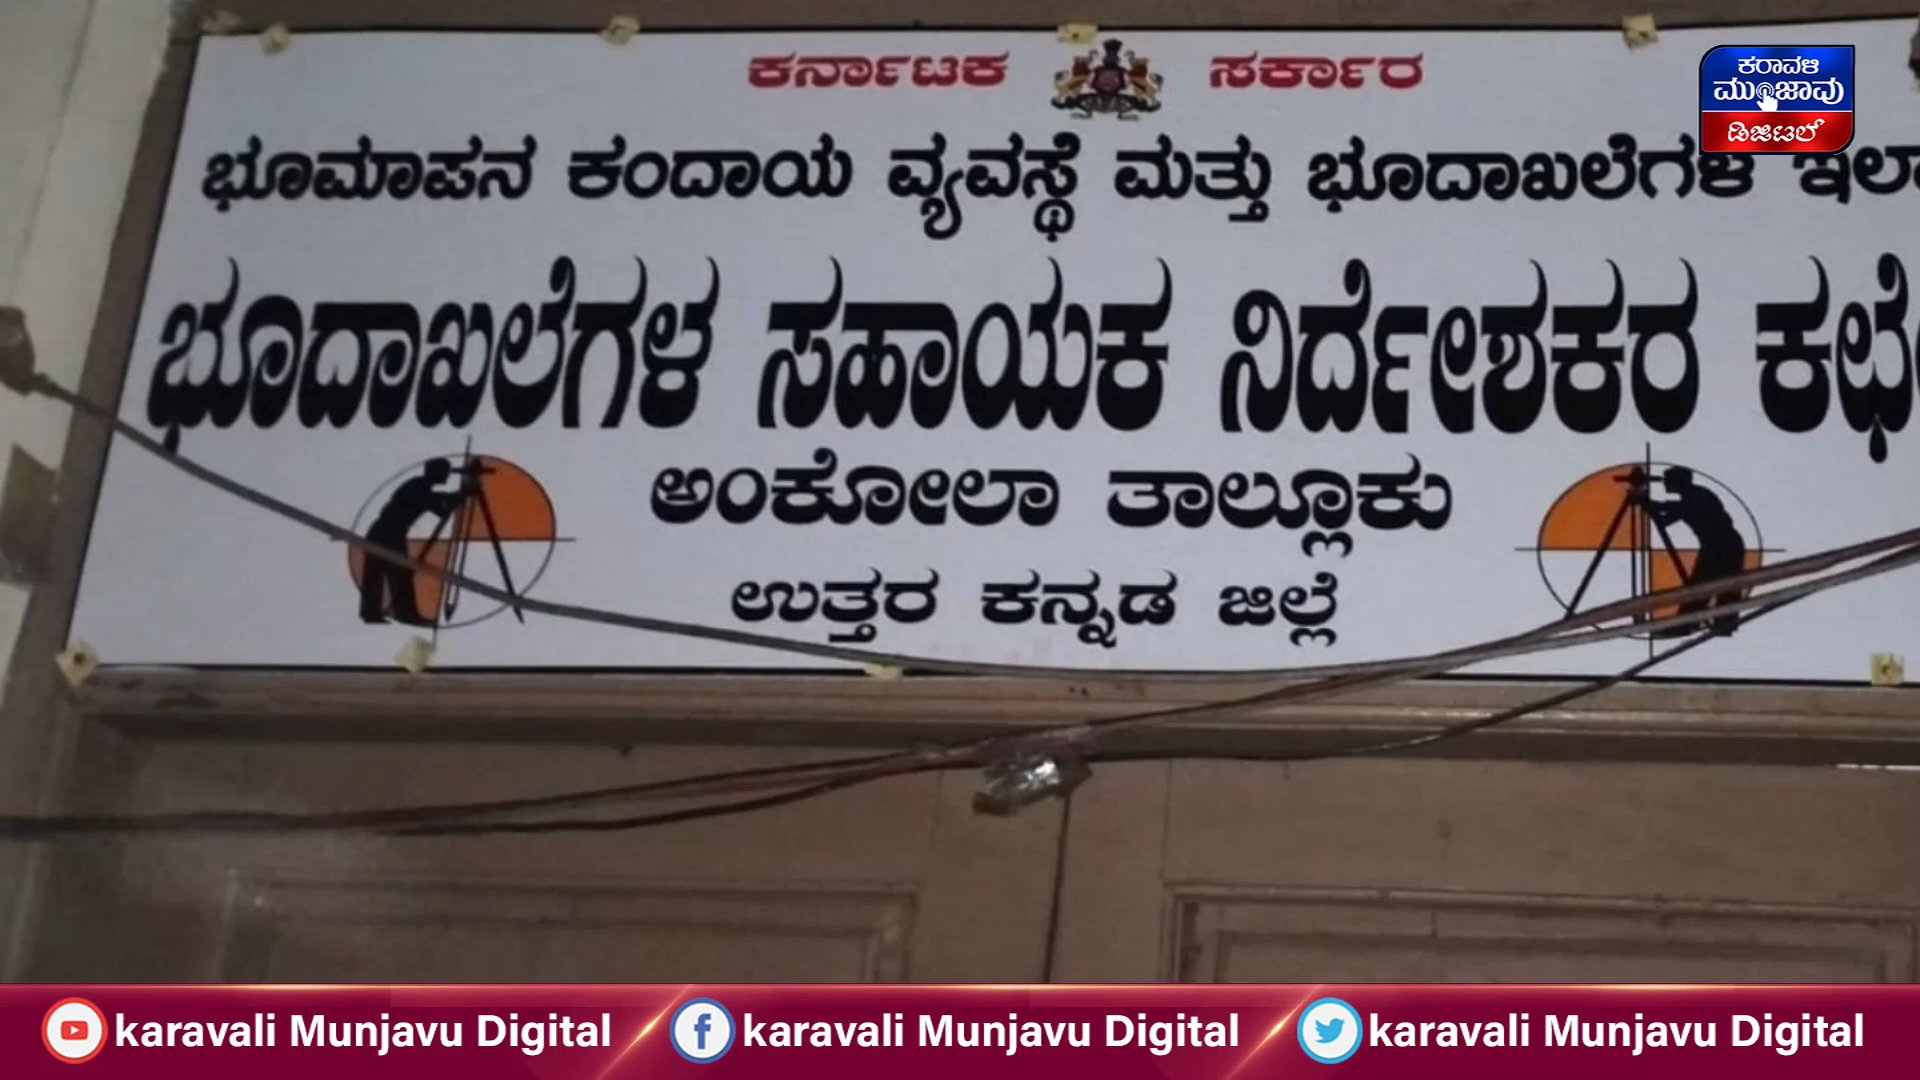 ಕರ್ನಾಟಕ ಸರ್ಕಾರ
ಕರಾವಳಿ
ಮುಂಜಾವು
ಡಿಜಿಟಲ್
ಭೂಮಾಪನ ಕಂದಾಯ ವ್ಯವಸ್ಥೆ ಮತ್ತು ಭೂದಾಖಲೆಗಳ
ಭೂದಾಖಲೆಗಳ ಸಹಾಯಕ ನಿರ್ದೇಶಕರ
ಅಂಕೋಲಾ ತಾಲ್ಲೂಕು
ಉತ್ತರ ಕನ್ನಡ ಜಿಲ್ಲೆ
karavali Munjavu Digital karavali Munjavu Digital karavali Munjavu Digital